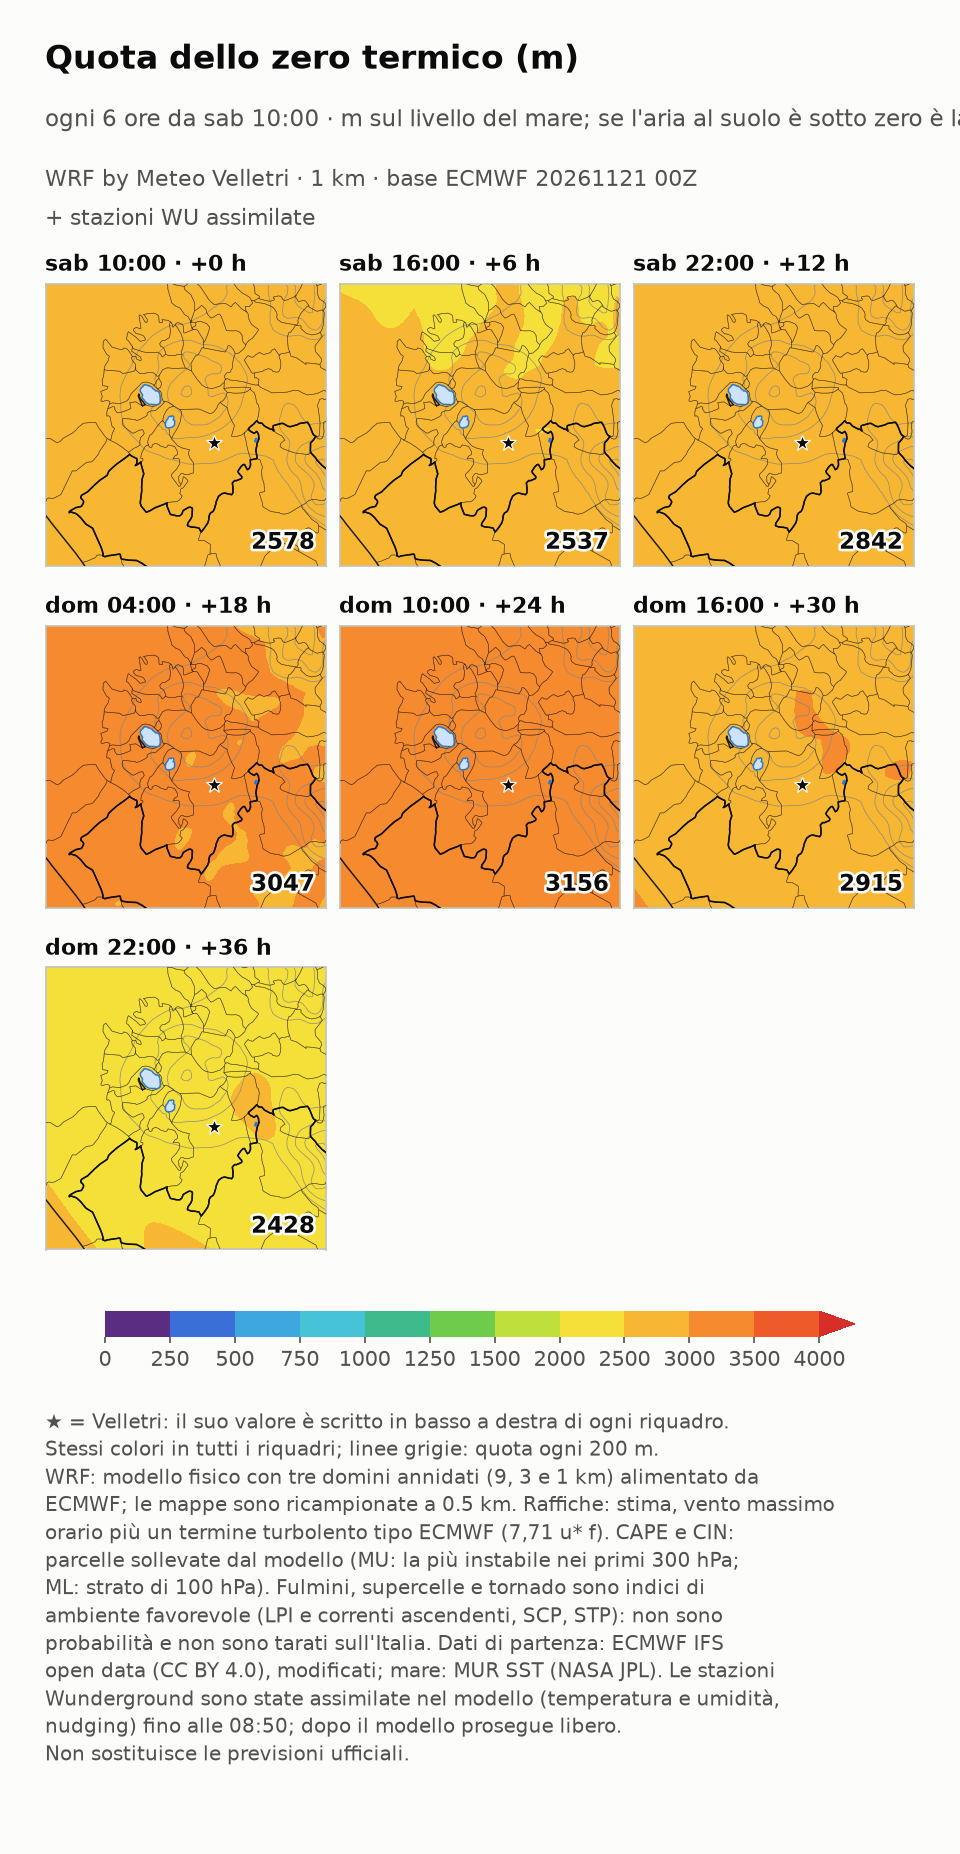 Quota dello zero termico (m)
ogni 6 ore da sab 10:00 · m sul livello del mare; se l'aria al suolo è sotto zero è
WRF by Meteo Velletri · 1 km · base ECMWF 20261121 00Z
+ stazioni WU assimilate
sab 10:00 · +0 h
sab 16:00 · +6 h
sab 22:00 · +12 h
2578
2537
2842
dom 04:00 · +18 h
dom 10:00 · +24 h
dom 16:00 · +30 h
3047
3156
2915
dom 22:00 · +36 h
2428
0 250 500 750 1000 1250 1500 2000 2500 3000 3500 4000
★ = Velletri: il suo valore è scritto in basso a destra di ogni riquadro.
Stessi colori in tutti i riquadri; linee grigie: quota ogni 200 m.
WRF: modello fisico con tre domini annidati (9, 3 e 1 km) alimentato da
ECMWF; le mappe sono ricampionate a 0.5 km. Raffiche: stima, vento massimo
orario più un termine turbolento tipo ECMWF (7,71 u* f). CAPE e CIN:
parcelle sollevate dal modello (MU: la più instabile nei primi 300 hPa;
ML: strato di 100 hPa). Fulmini, supercelle e tornado sono indici di
ambiente favorevole (LPI e correnti ascendenti, SCP, STP): non sono
probabilità e non sono tarati sull'Italia. Dati di partenza: ECMWF IFS
open data (CC BY 4.0), modificati; mare: MUR SST (NASA JPL). Le stazioni
Wunderground sono state assimilate nel modello (temperatura e umidità,
nudging) fino alle 08:50; dopo il modello prosegue libero.
Non sostituisce le previsioni ufficiali.